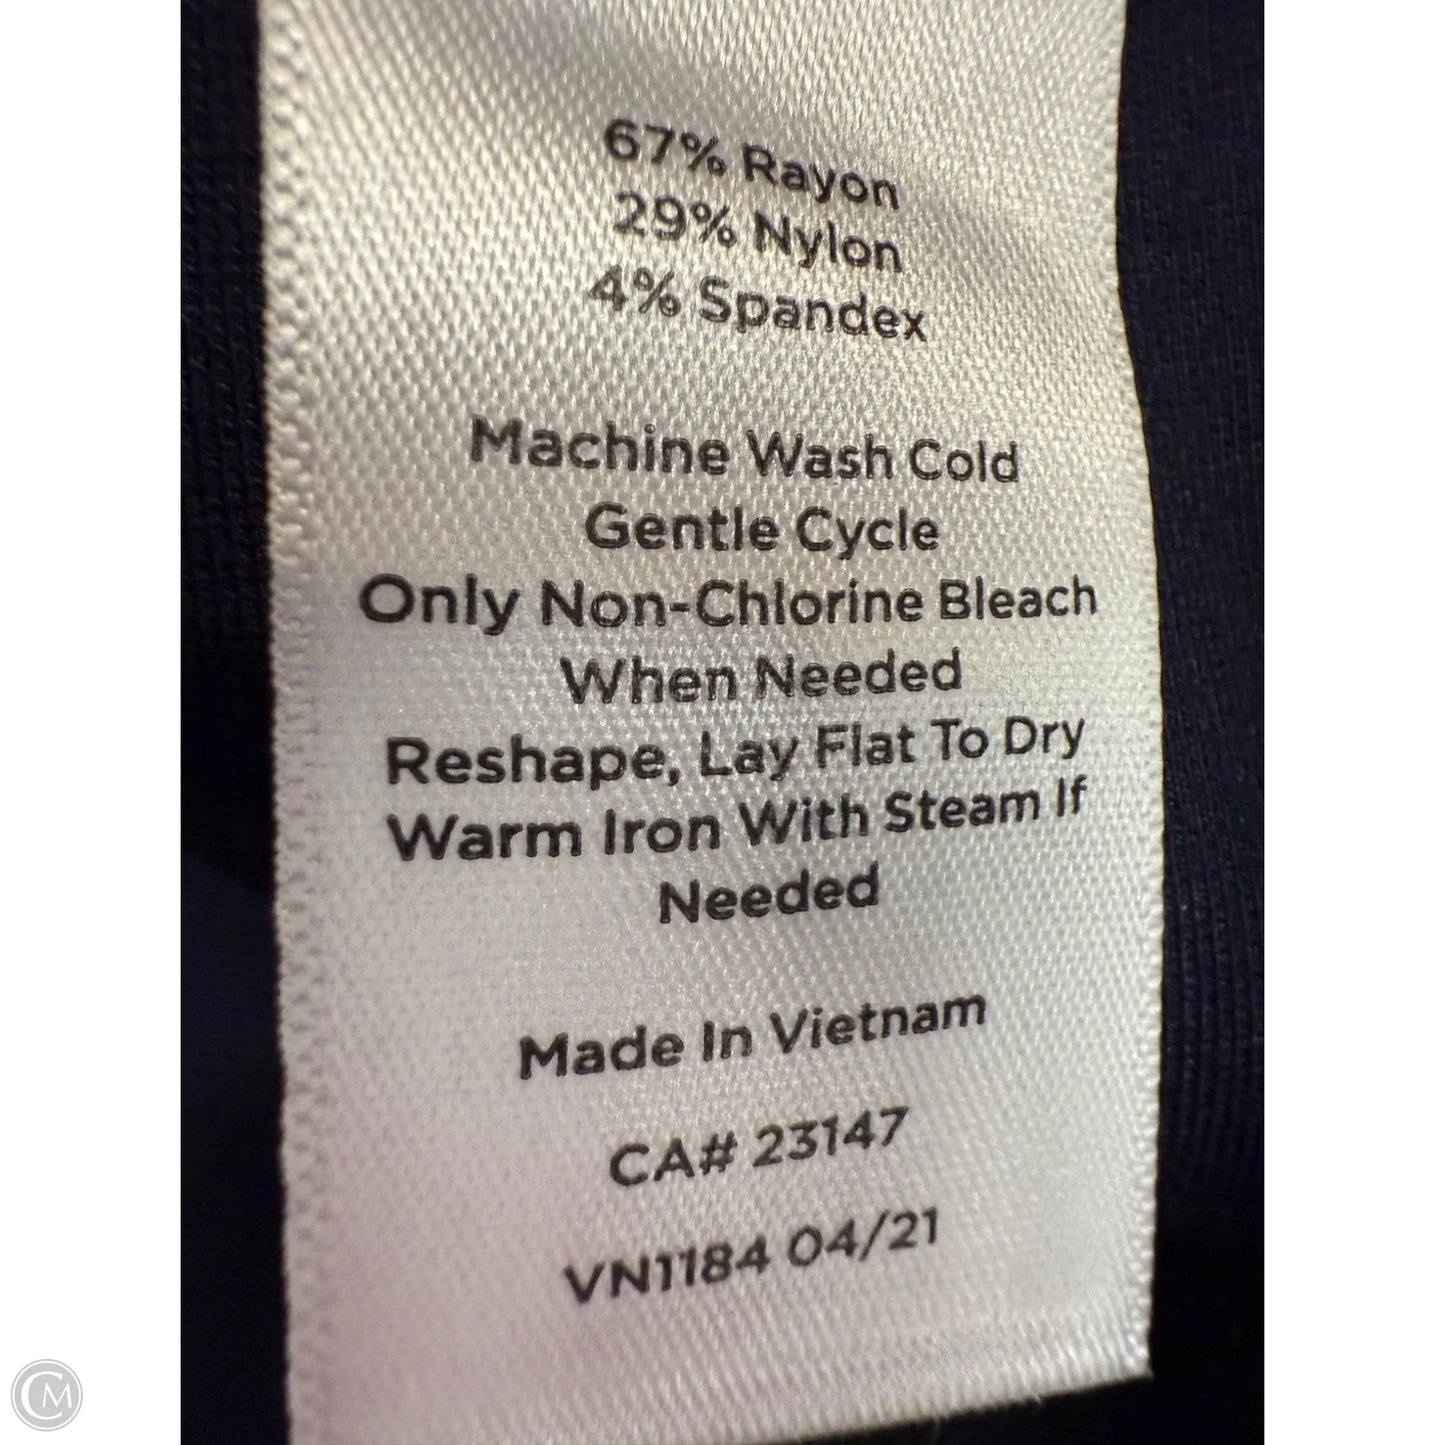 67% Rayon
29% Nylon
4% Spandex
Machine Wash Cold
Gentle Cycle
Only Non-Chlorine Bleach
When Needed
Reshape, Lay Flat To Dry
Warm Iron With Steam If
Needed
Made In Vietnam
CA# 23147
VN1184 04/21
CM